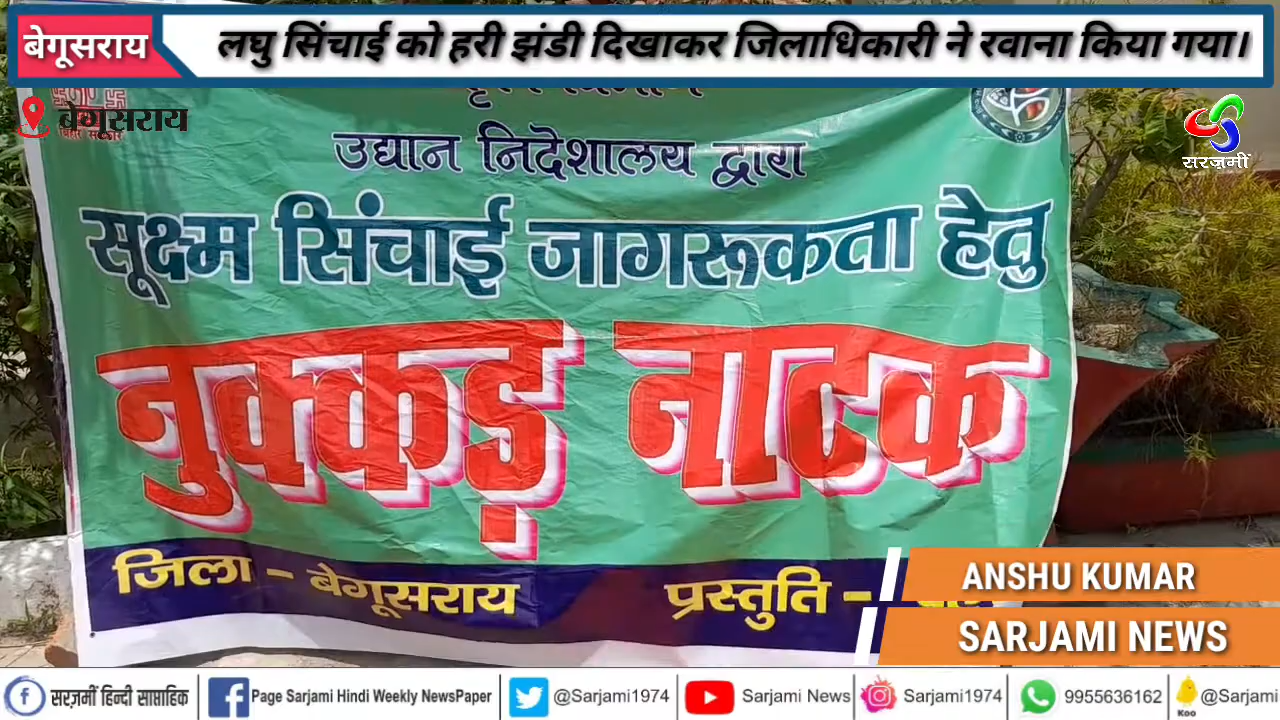 बेगूसराय
लघु सिंचाई को हरी झंडी दिखाकर जिलाधिकारी ने रवाना किया गया।
बेगूसराय
बिहार सरकार
सरज़मीं
उद्यान निदेशालय द्वारा
सूक्ष्म सिंचाई जागरूकता हेतु
नुक्कड़ नाटक
जिला – बेगूसराय
प्रस्तुति –
ANSHU KUMAR
SARJAMI NEWS
सरज़मीं हिन्दी साप्ताहिक
Page Sarjami Hindi Weekly NewsPaper
@Sarjami1974
Sarjami News
Sarjami1974
9955636162
Koo
@Sarjami